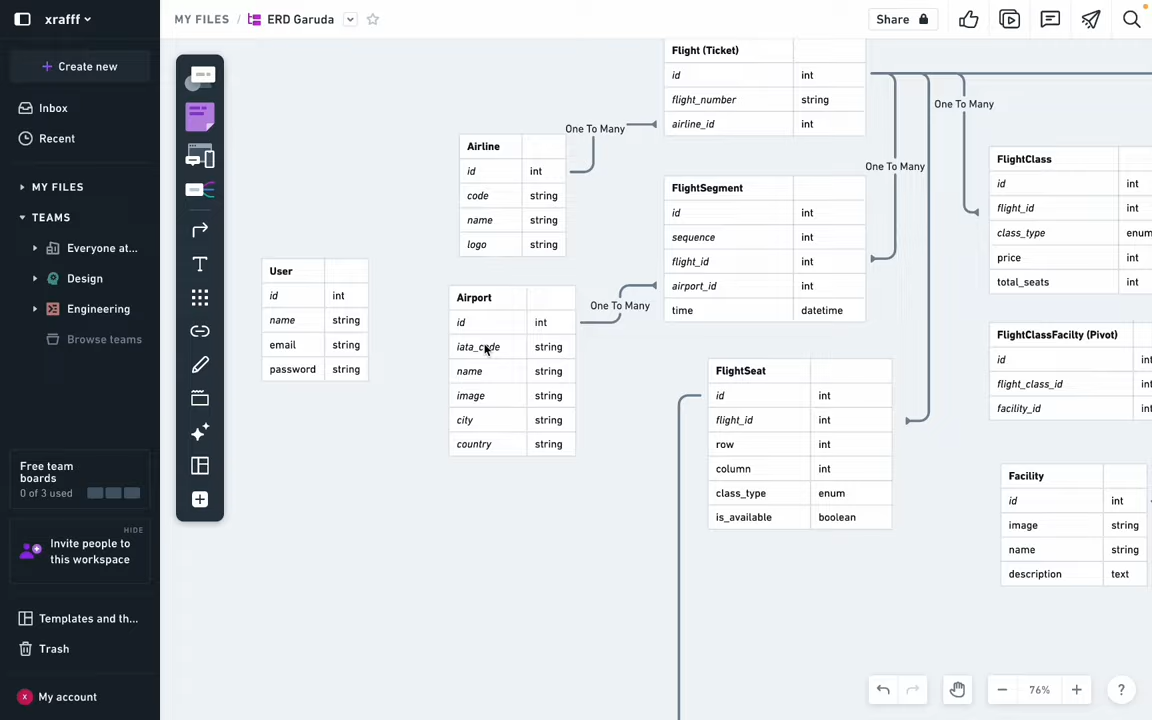 xrafff
MY FILES / ERD Garuda
Share
Create new
Inbox
Recent
MY FILES
TEAMS
Everyone at...
Design
Engineering
Browse teams
Free team
boards
0 of 3 used
HIDE
Invite people to
this workspace
Templates and th...
Trash
x
My account
User
id int
name string
email string
password string
Airline
id int
code string
name string
logo string
One To Many
Airport
id int
iata_code string
name string
image string
city string
country string
One To Many
Flight (Ticket)
id int
flight_number string
airline_id int
FlightSegment
id int
sequence int
flight_id int
airport_id int
time datetime
One To Many
FlightSeat
id int
flight_id int
row int
column int
class_type enum
is_available boolean
One To Many
FlightClass
id int
flight_id int
class_type enum
price int
total_seats int
FlightClassFacilty (Pivot)
id int
flight_class_id int
facility_id int
Facility
id int
image string
name string
description text
76%
?